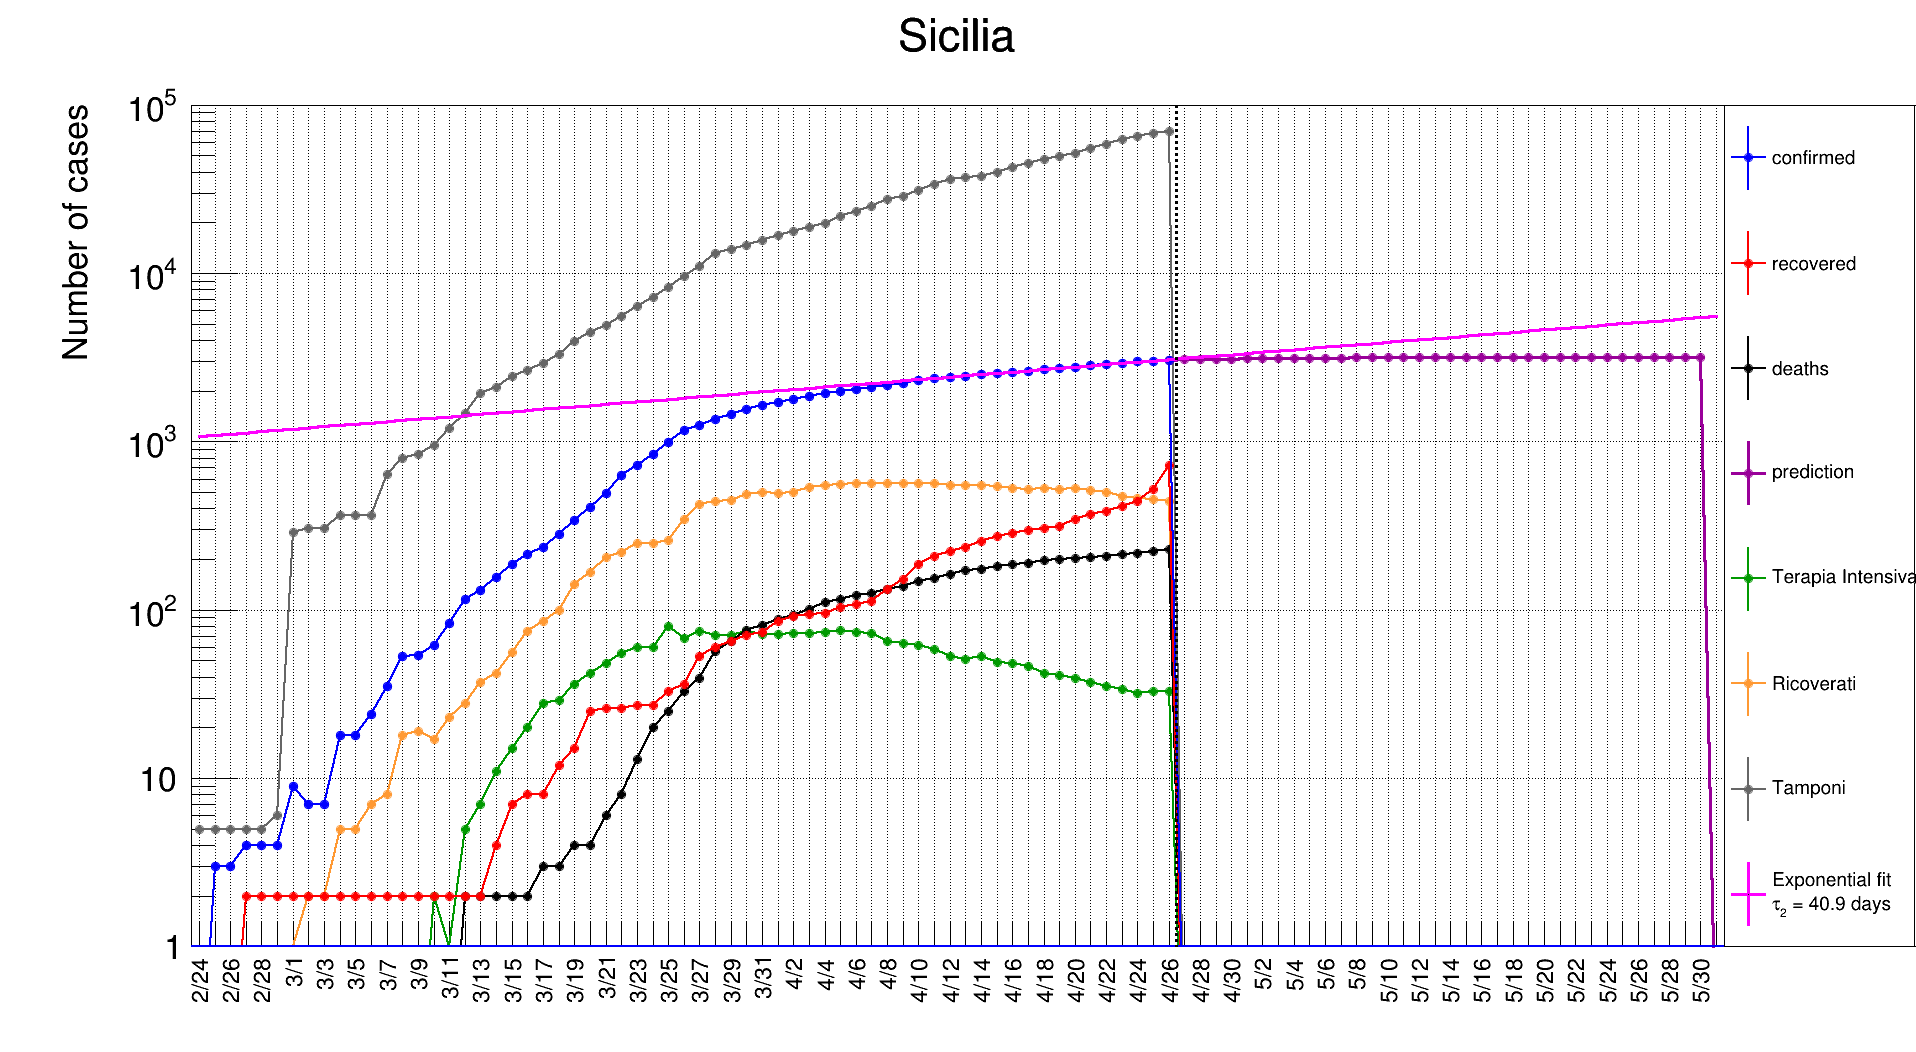 Sicilia
Number of cases
10^5
10^4
10^3
10^2
10
1
2/24 2/26 2/28 3/1 3/3 3/5 3/7 3/9 3/11 3/13 3/15 3/17 3/19 3/21 3/23 3/25 3/27 3/29 3/31 4/2 4/4 4/6 4/8 4/10 4/12 4/14 4/16 4/18 4/20 4/22 4/24 4/26 4/28 4/30 5/2 5/4 5/6 5/8 5/10 5/12 5/14 5/16 5/18 5/20 5/22 5/24 5/26 5/28 5/30
confirmed
recovered
deaths
prediction
Terapia Intensiva
Ricoverati
Tamponi
Exponential fit
τ₂ = 40.9 days